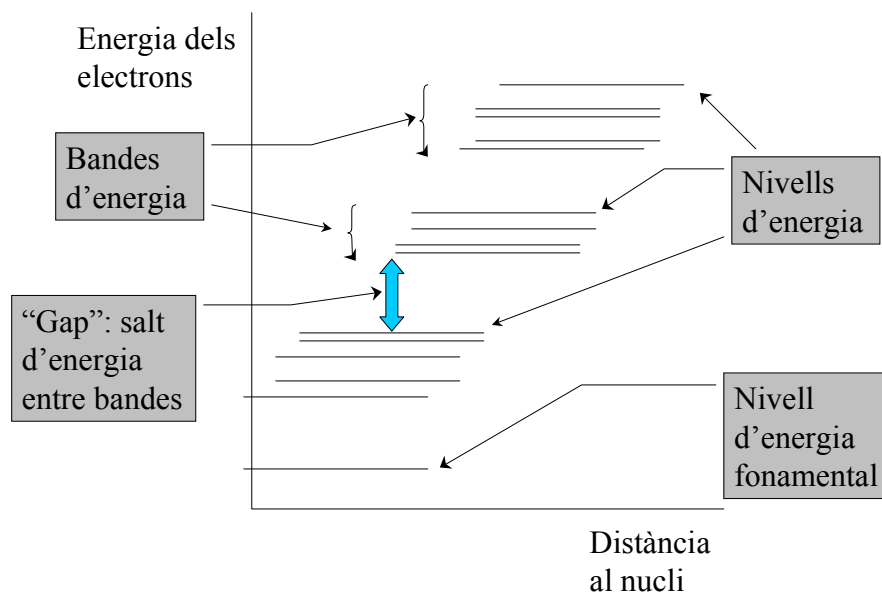 Energia dels
electrons
Bandes
d’energia
Nivells
d’energia
“Gap”: salt
d’energia
entre bandes
Nivell
d’energia
fonamental
Distància
al nucli